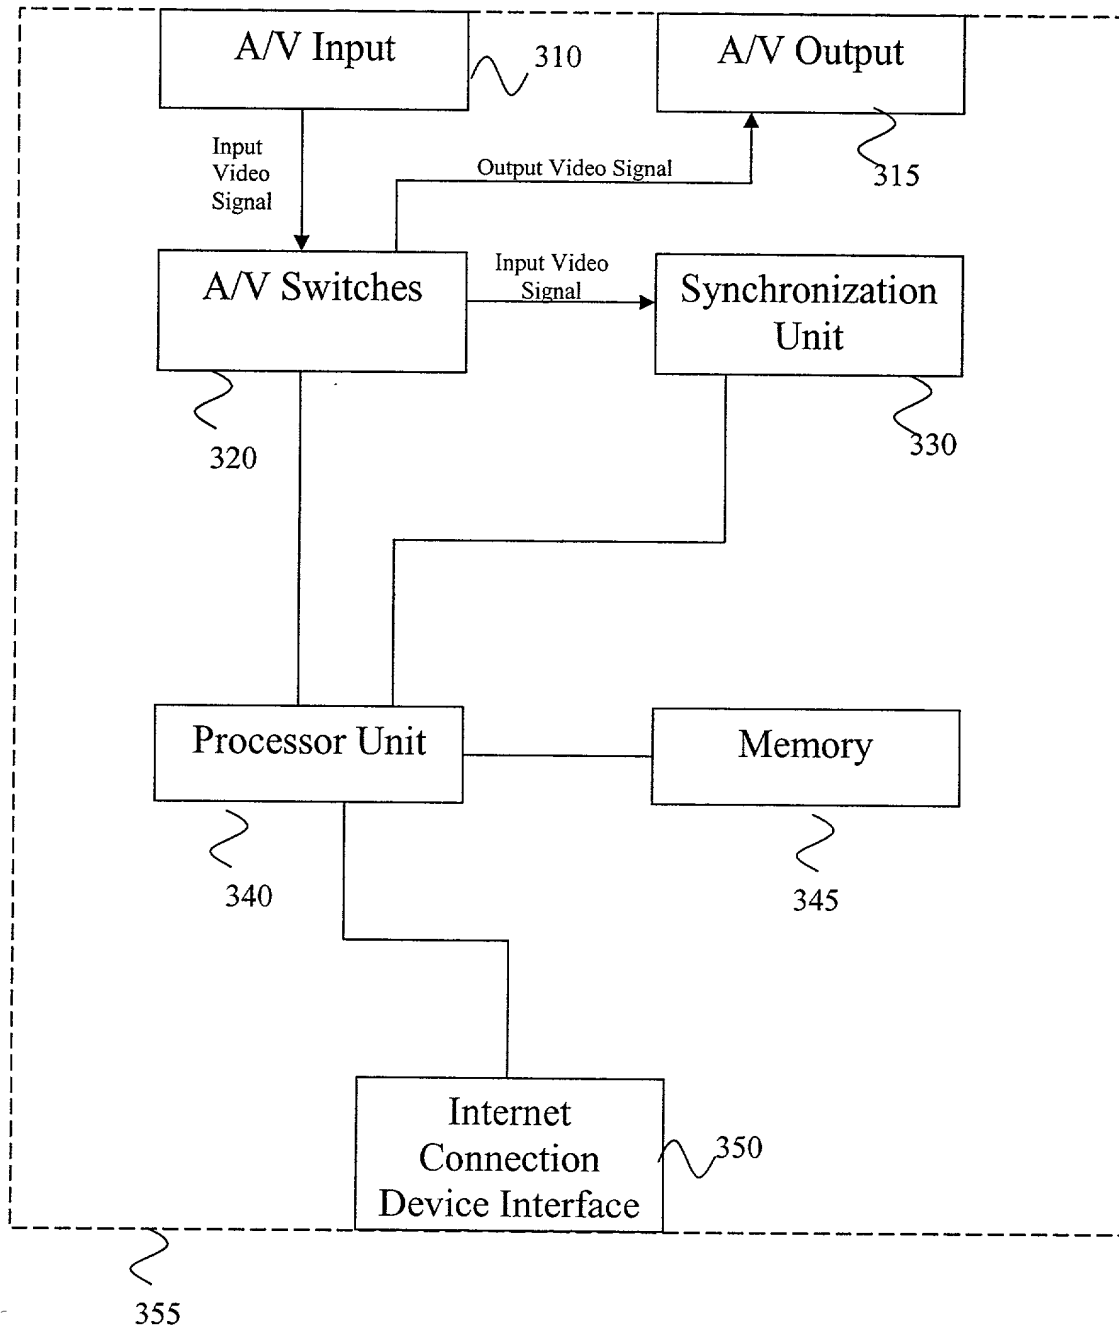 A/V Input
310
A/V Output
315
Input
Video
Signal
Output Video Signal
A/V Switches
320
Input Video
Signal
Synchronization
Unit
330
Processor Unit
340
Memory
345
Internet
Connection
Device Interface
350
355